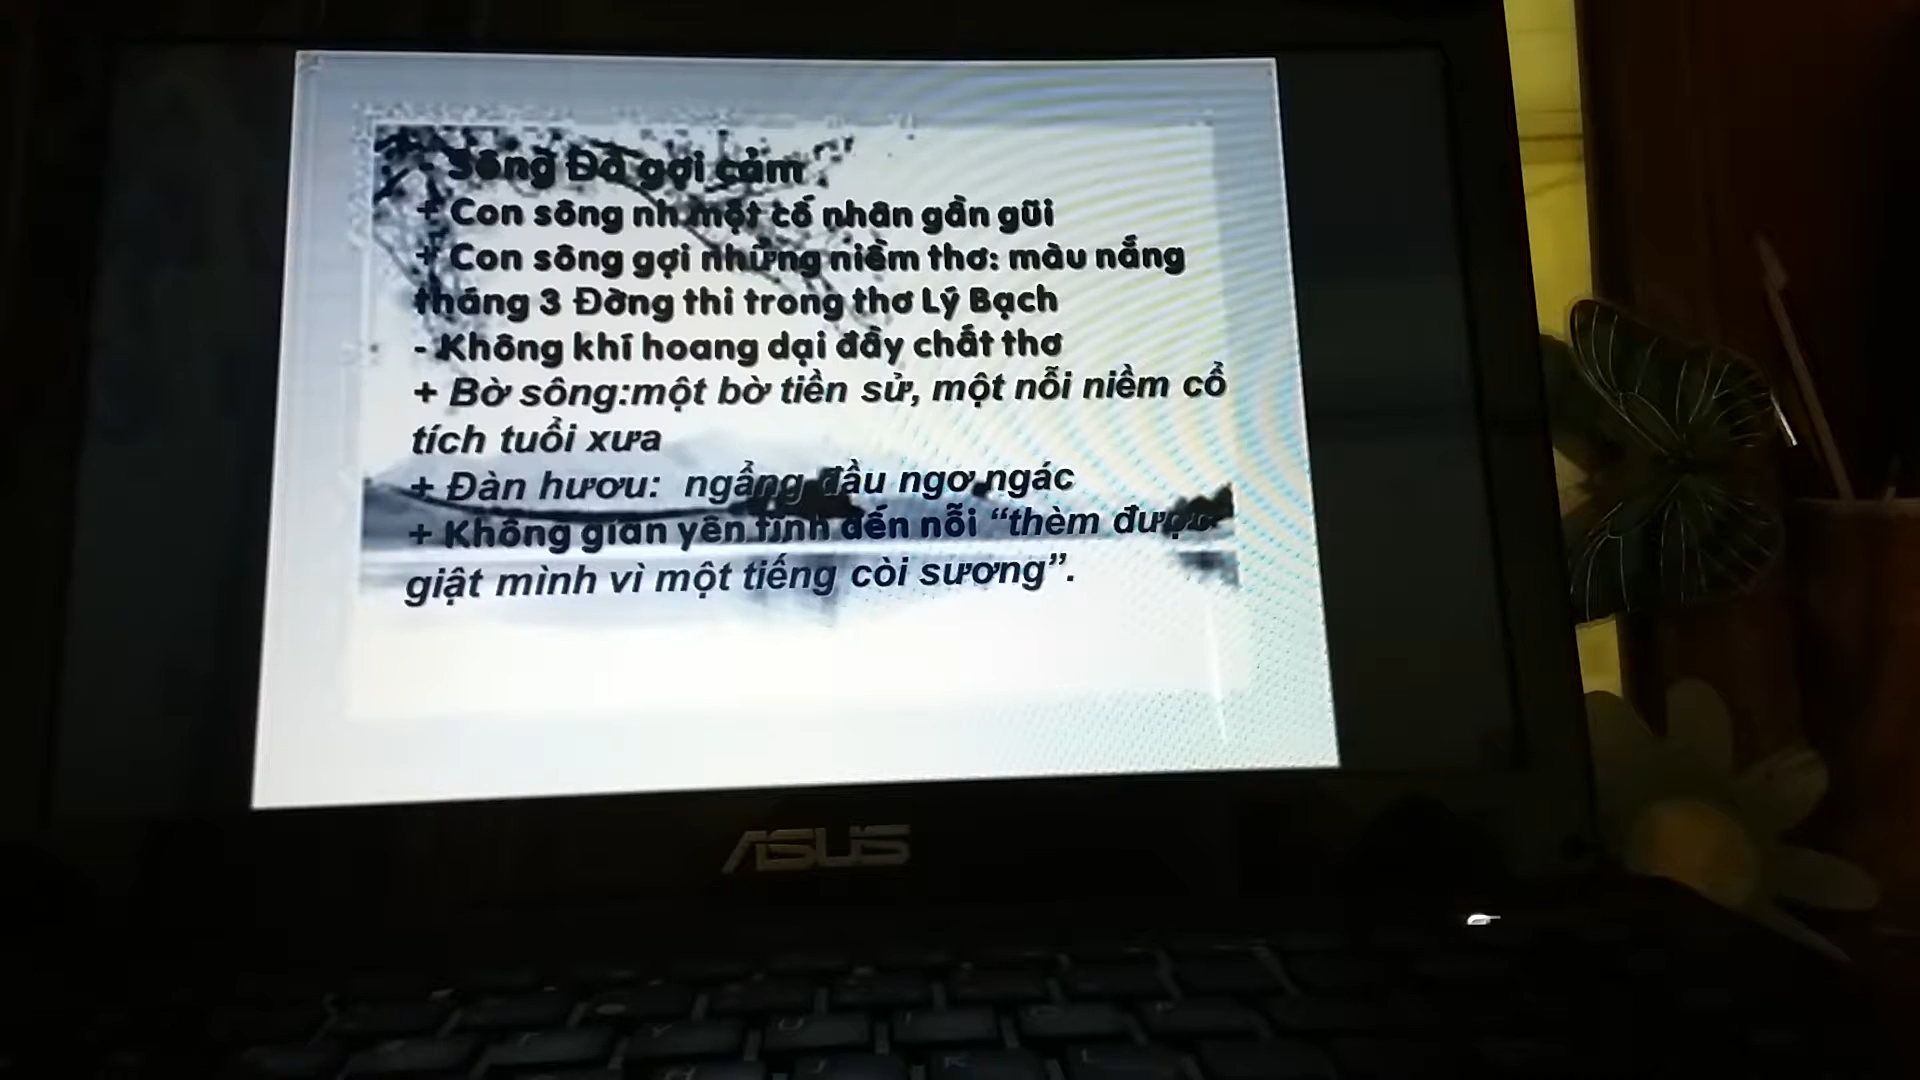 - Sông Đà gợi cảm
+ Con sông nh một cố nhân gần gũi
+ Con sông gợi những niềm thơ: màu nắng
tháng 3 Đờng thi trong thơ Lý Bạch
- Không khí hoang dại đầy chất thơ
+ Bờ sông:một bờ tiền sử, một nỗi niềm cổ
tích tuổi xưa
+ Đàn hươu: ngẩng đầu ngơ ngác
+ Không gian yên tĩnh đến nỗi “thèm được
giật mình vì một tiếng còi sương”.
ASUS